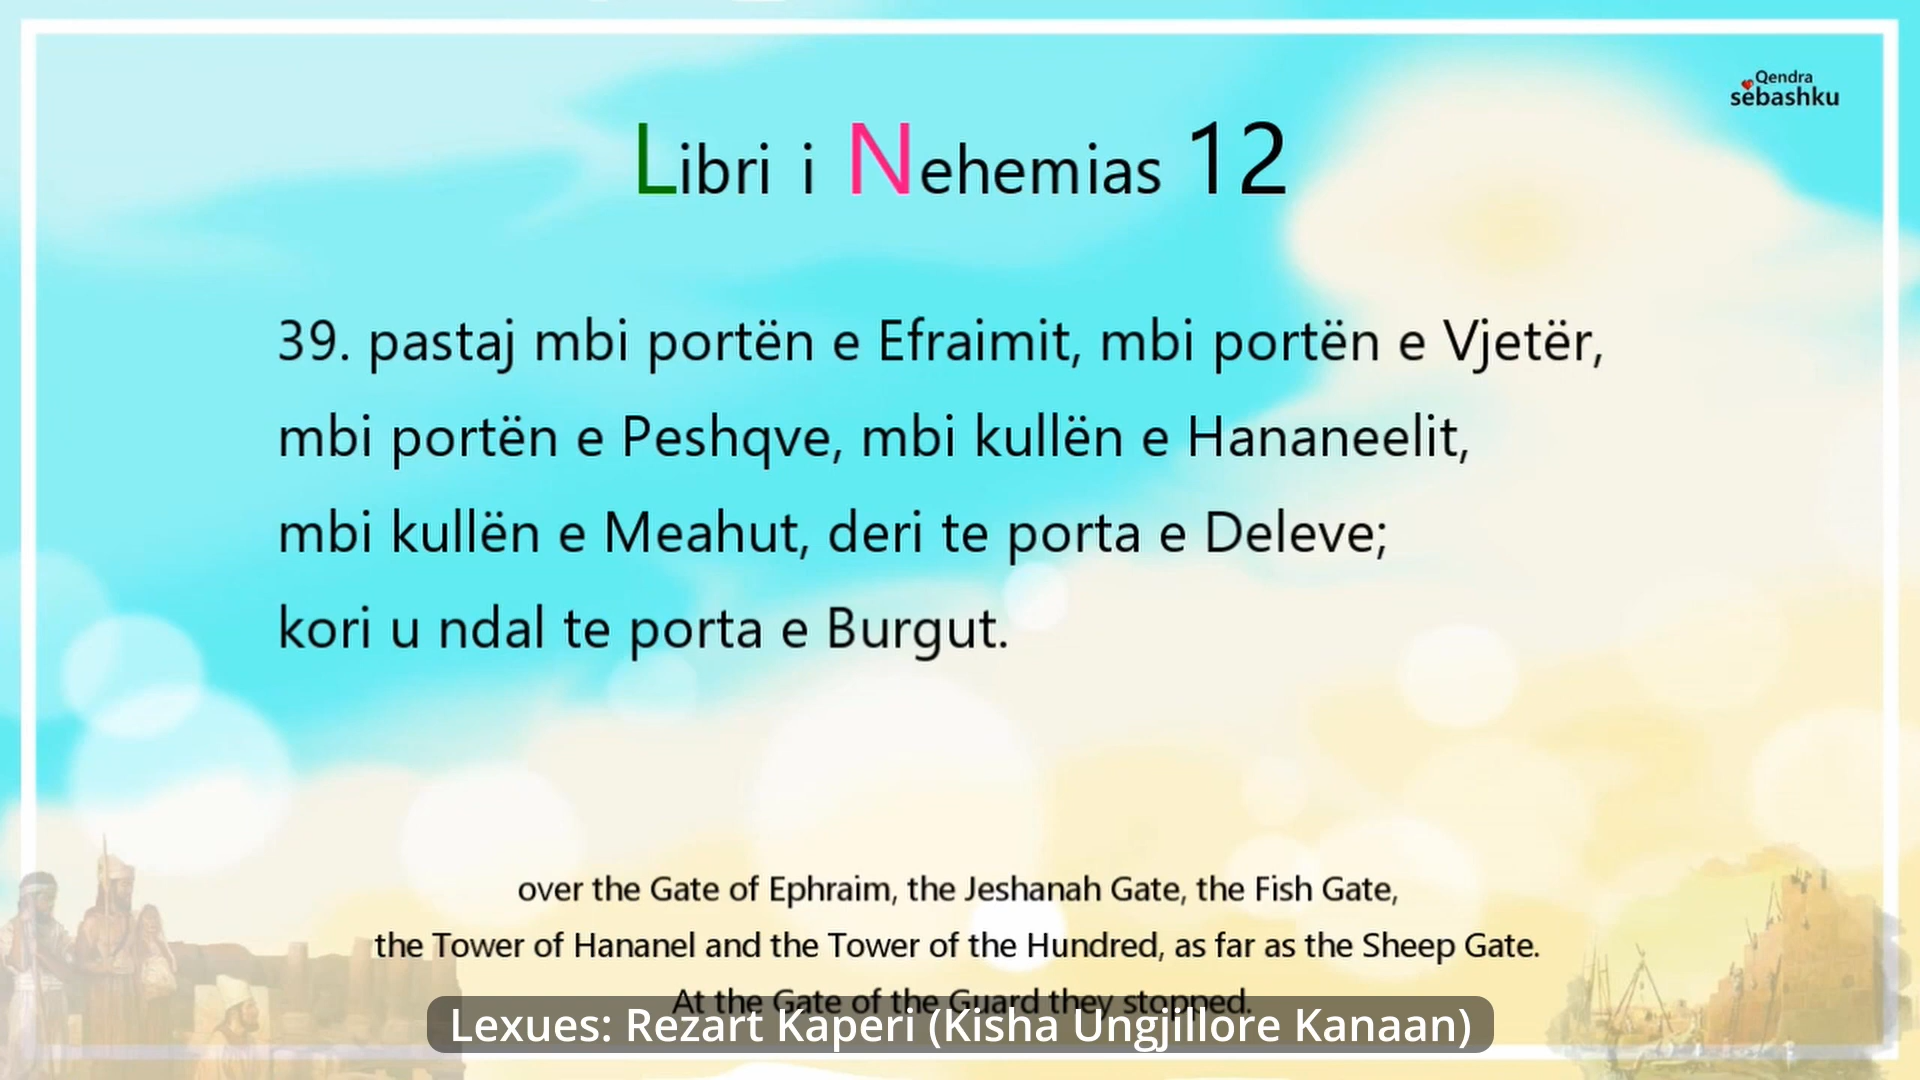 Qendra
sëbashku
Libri i Nehemias 12
39. pastaj mbi portën e Efraimit, mbi portën e Vjetër,
mbi portën e Peshqve, mbi kullën e Hananeelit,
mbi kullën e Meahut, deri te porta e Deleve;
kori u ndal te porta e Burgut.
over the Gate of Ephraim, the Jeshanah Gate, the Fish Gate,
the Tower of Hananel and the Tower of the Hundred, as far as the Sheep Gate.
At the Gate of the Guard they stopped.
Lexues: Rezart Kaperi (Kisha Ungjillore Kanaan)